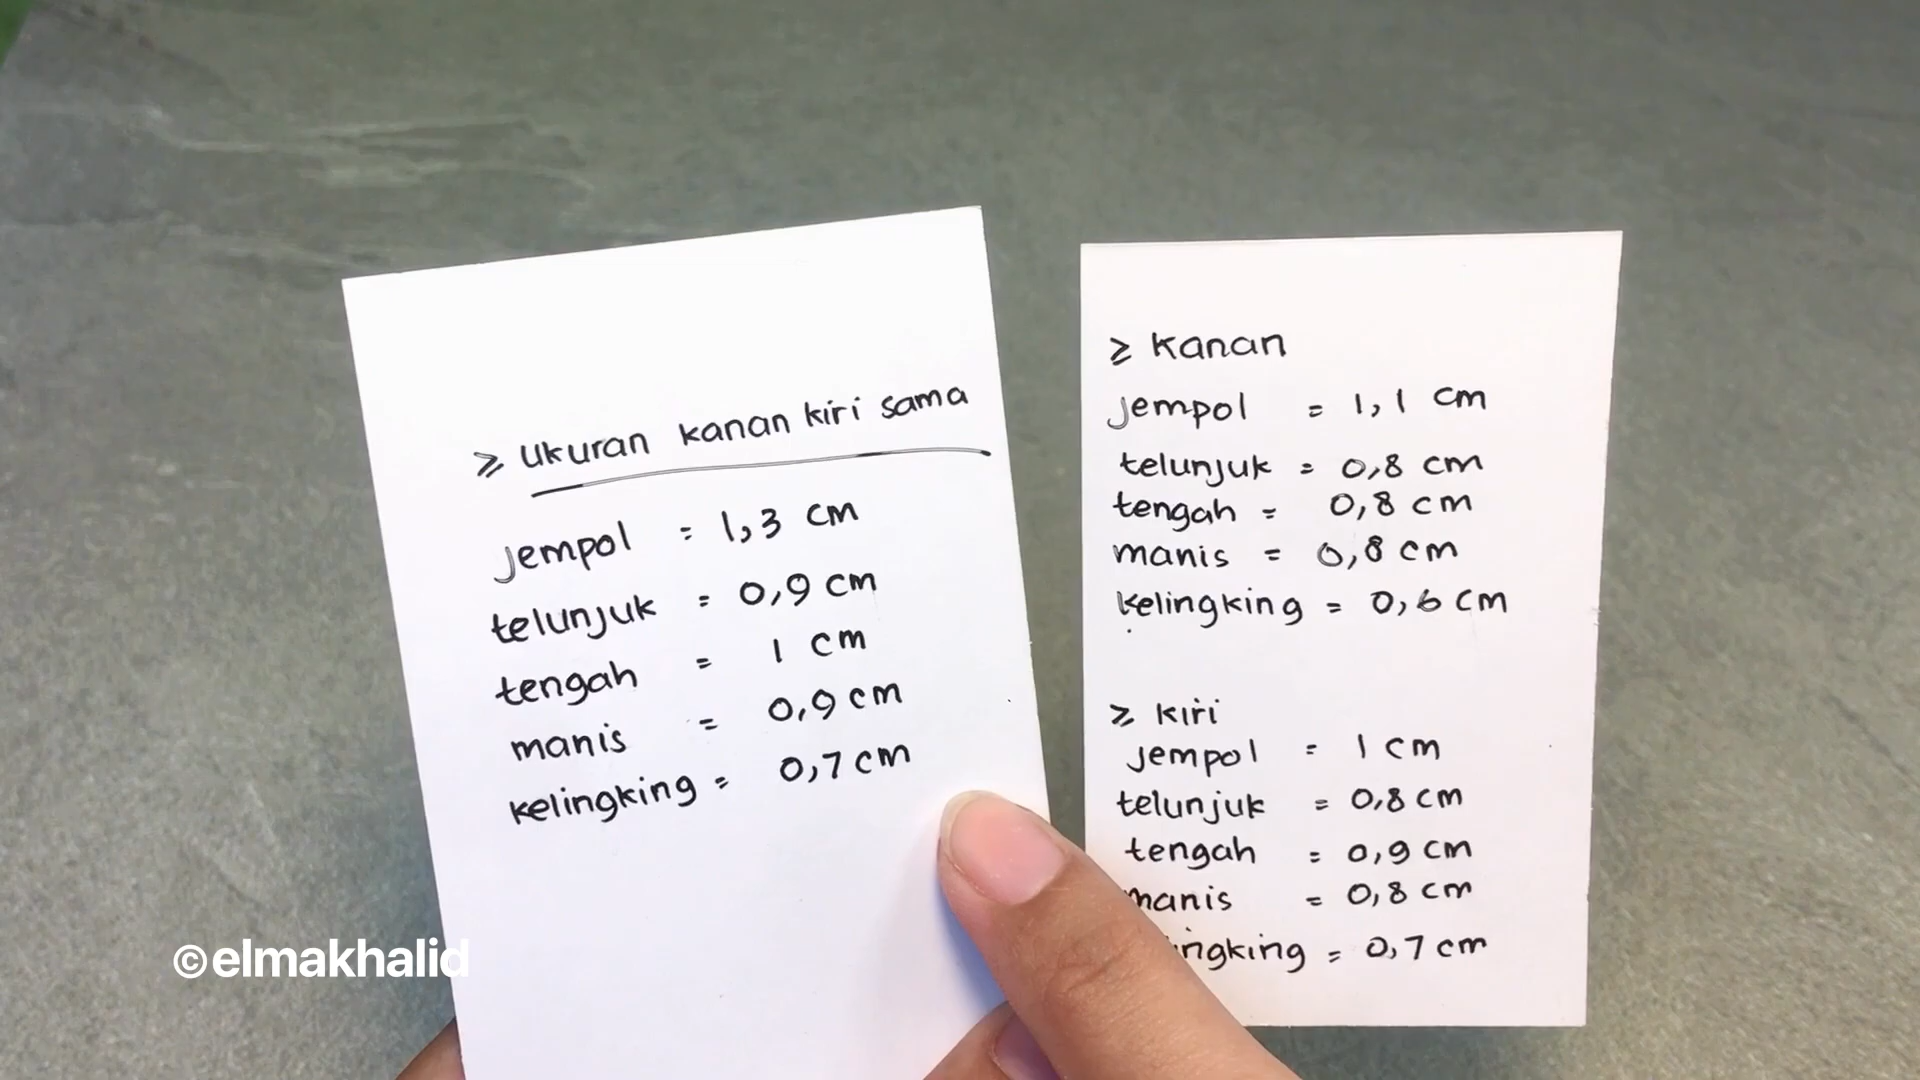 ≥ Ukuran kanan kiri sama
jempol = 1,3 cm
telunjuk = 0,9 cm
tengah = 1 cm
manis = 0,9 cm
kelingking = 0,7 cm
≥ Kanan
jempol = 1,1 cm
telunjuk = 0,8 cm
tengah = 0,8 cm
manis = 0,8 cm
kelingking = 0,6 cm
≥ Kiri
jempol = 1 cm
telunjuk = 0,8 cm
tengah = 0,9 cm
manis = 0,8 cm
ingking = 0,7 cm
©elmakhalid